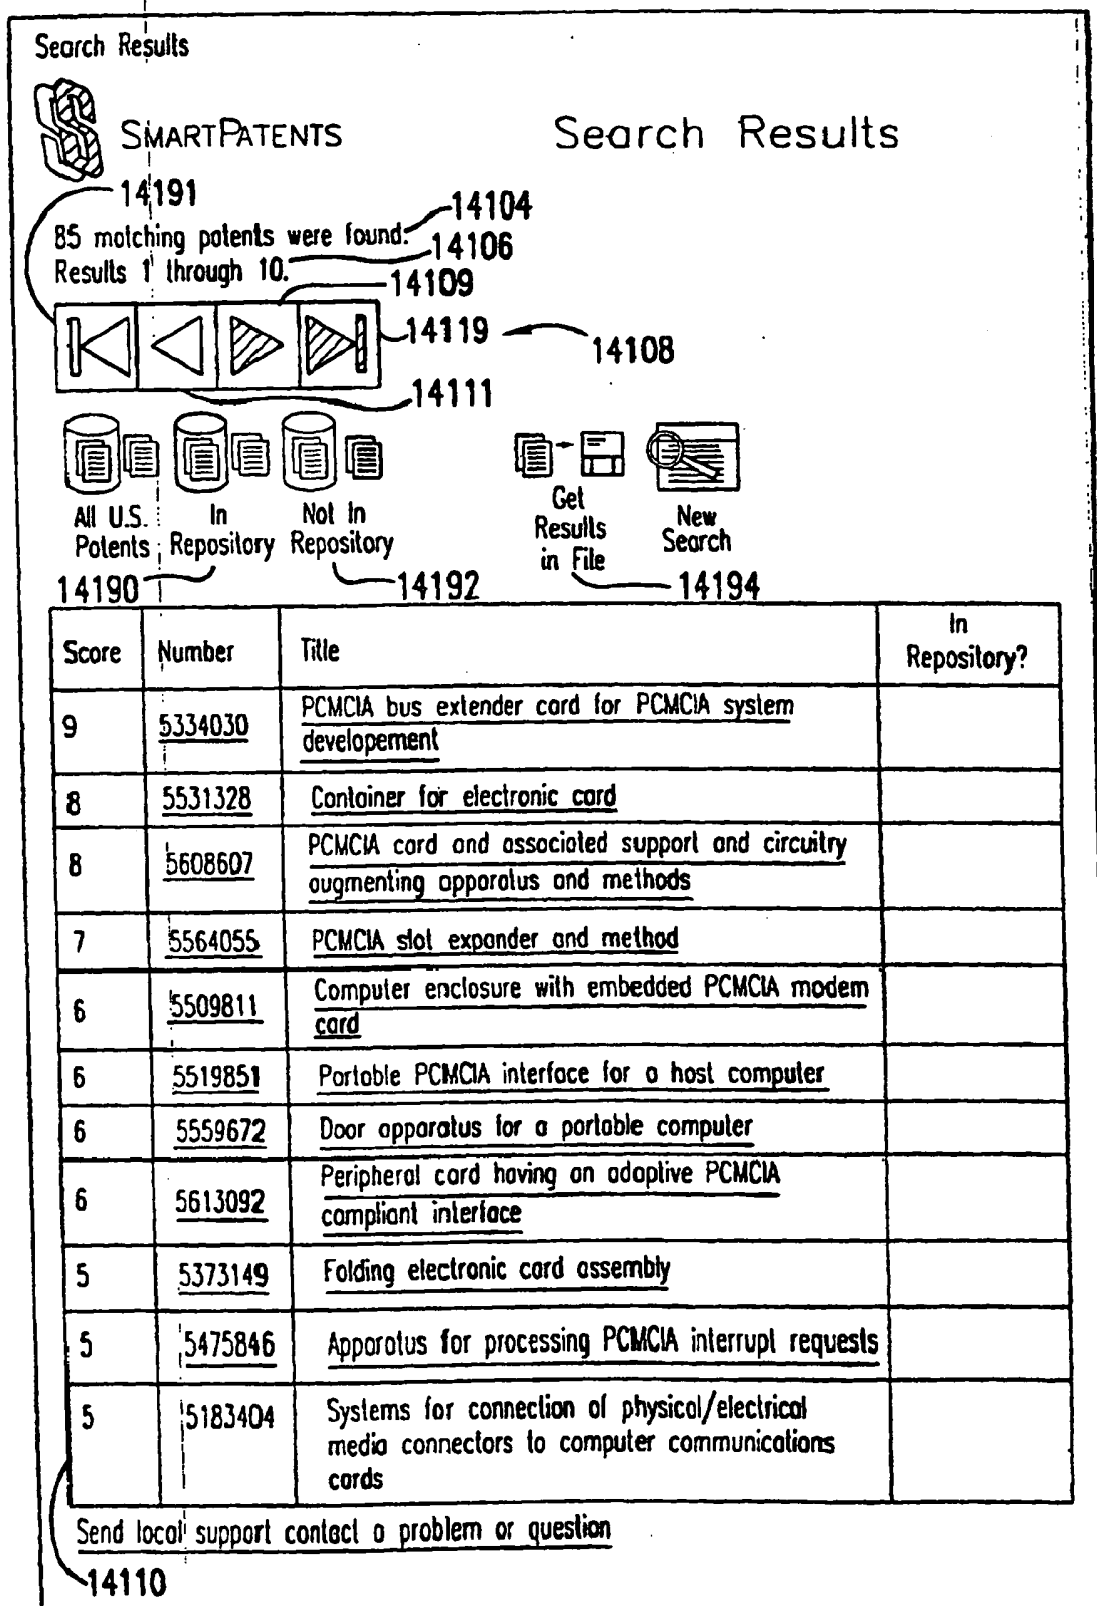 Search Results
SMARTPATENTS
Search Results
14191
14104
85 matching patents were found.
14106
Results 1 through 10.
14109
14119
14108
14111
All U.S. Patents
In Repository
Not In Repository
Get Results in File
New Search
14190
14192
14194
Score Number Title In Repository?
9 5334030 PCMCIA bus extender card for PCMCIA system
developement
8 5531328 Container for electronic card
8 5608607 PCMCIA card and associated support and circuitry
augmenting apparatus and methods
7 5564055 PCMCIA slot expander and method
6 5509811 Computer enclosure with embedded PCMCIA modem
card
6 5519851 Portable PCMCIA interface for a host computer
6 5559672 Door apparatus for a portable computer
6 5613092 Peripheral card having an adaptive PCMCIA
compliant interface
5 5373149 Folding electronic card assembly
5 5475846 Apparatus for processing PCMCIA interrupt requests
5 5183404 Systems for connection of physical/electrical
media connectors to computer communications
cards
Send local support contact a problem or question
14110